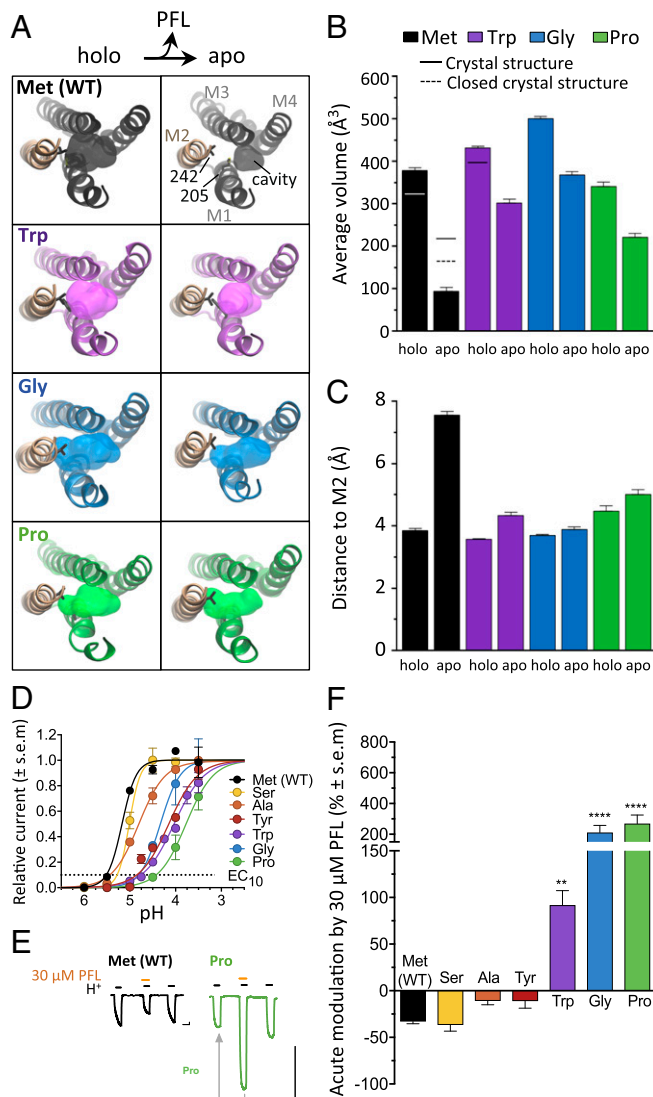 A
PFL
holo
apo
Met (WT)
M3
M4
M2
242
205
cavity
M1
Trp
Gly
Pro
B
Met
Trp
Gly
Pro
Crystal structure
Closed crystal structure
Average volume (Å3)
600
500
400
300
200
100
0
holo apo holo apo holo apo holo apo
C
Distance to M2 (Å)
8
6
4
2
0
holo apo holo apo holo apo holo apo
D
Relative current (± s.e.m)
1.2
1.0
0.8
0.6
0.4
0.2
0.0
6 5 4 3
pH
Met (WT)
Ser
Ala
Tyr
Trp
Gly
Pro
EC10
E
Met (WT)
Pro
30 µM PFL
H+
Pro
F
Acute modulation by 30 µM PFL (% ± s.e.m)
800
600
400
200
150
100
50
0
-50
-100
Met (WT)
Ser
Ala
Tyr
Trp
Gly
Pro
**
****
****